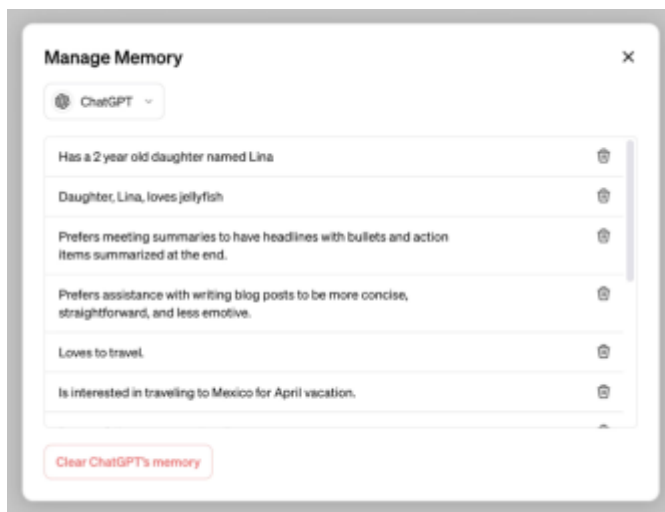 Manage Memory
ChatGPT
Has a 2 year old daughter named Lina
Daughter, Lina, loves jellyfish
Prefers meeting summaries to have headlines with bullets and action
items summarized at the end.
Prefers assistance with writing blog posts to be more concise,
straightforward, and less emotive.
Loves to travel.
Is interested in traveling to Mexico for April vacation.
Clear ChatGPT's memory